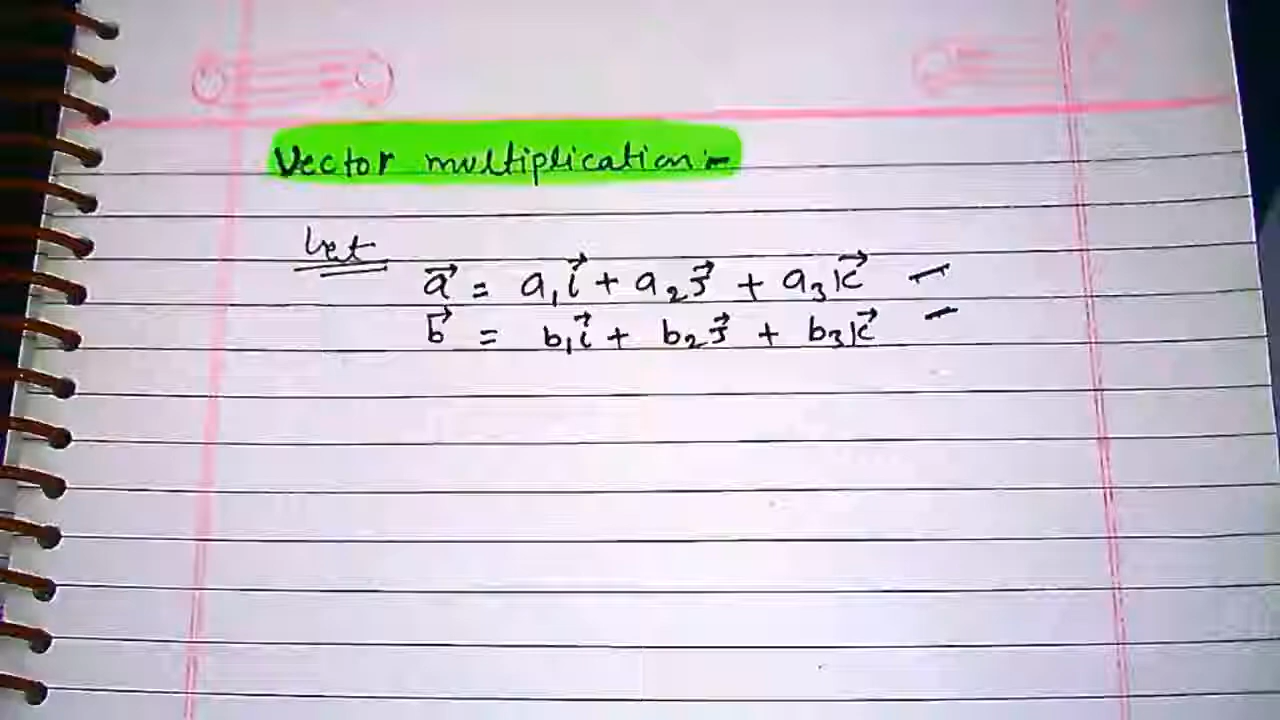 Vector multiplication:-
Let
a⃗ = a₁i⃗ + a₂j⃗ + a₃k⃗ –
b⃗ = b₁i⃗ + b₂j⃗ + b₃k⃗ –